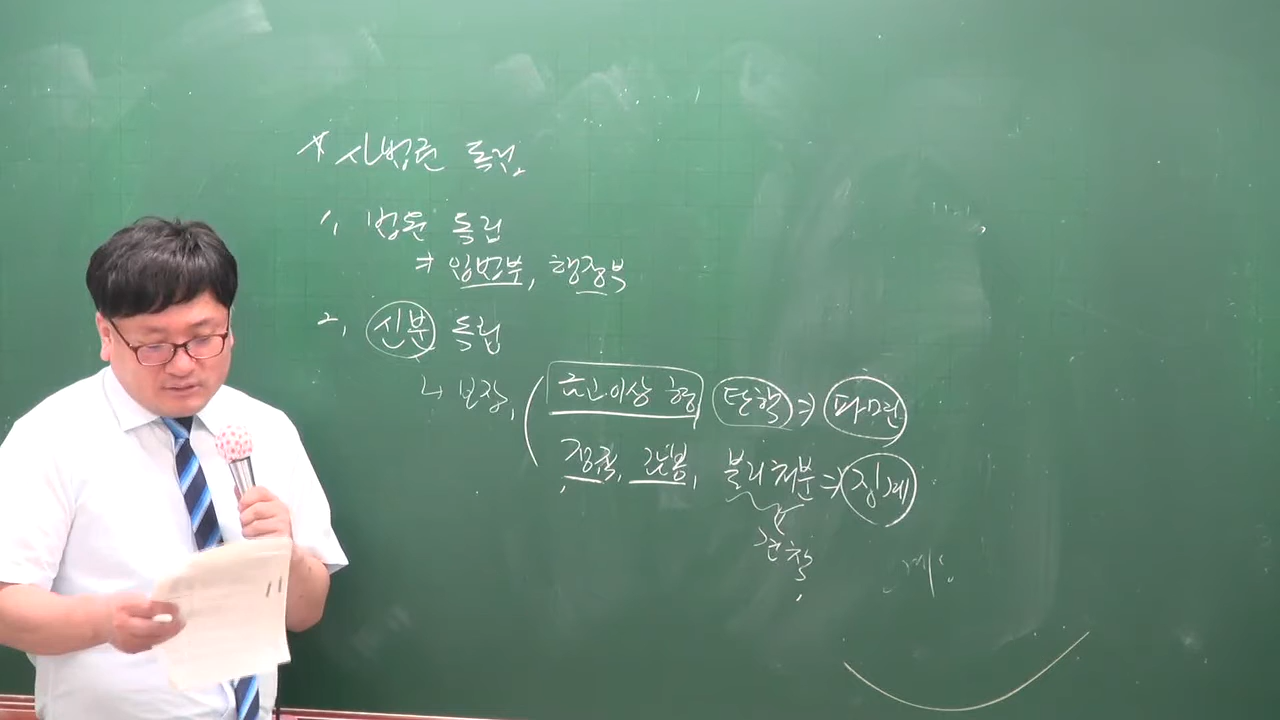 * 사법권 독립.
1. 법원 독립
⇒ 입법부, 행정부
2. 신분 독립
↳ 보장, ( 금고이상 형 탄핵 ⇒ 파면
정직, 감봉, 불리처분 ⇒ 징계
견책,